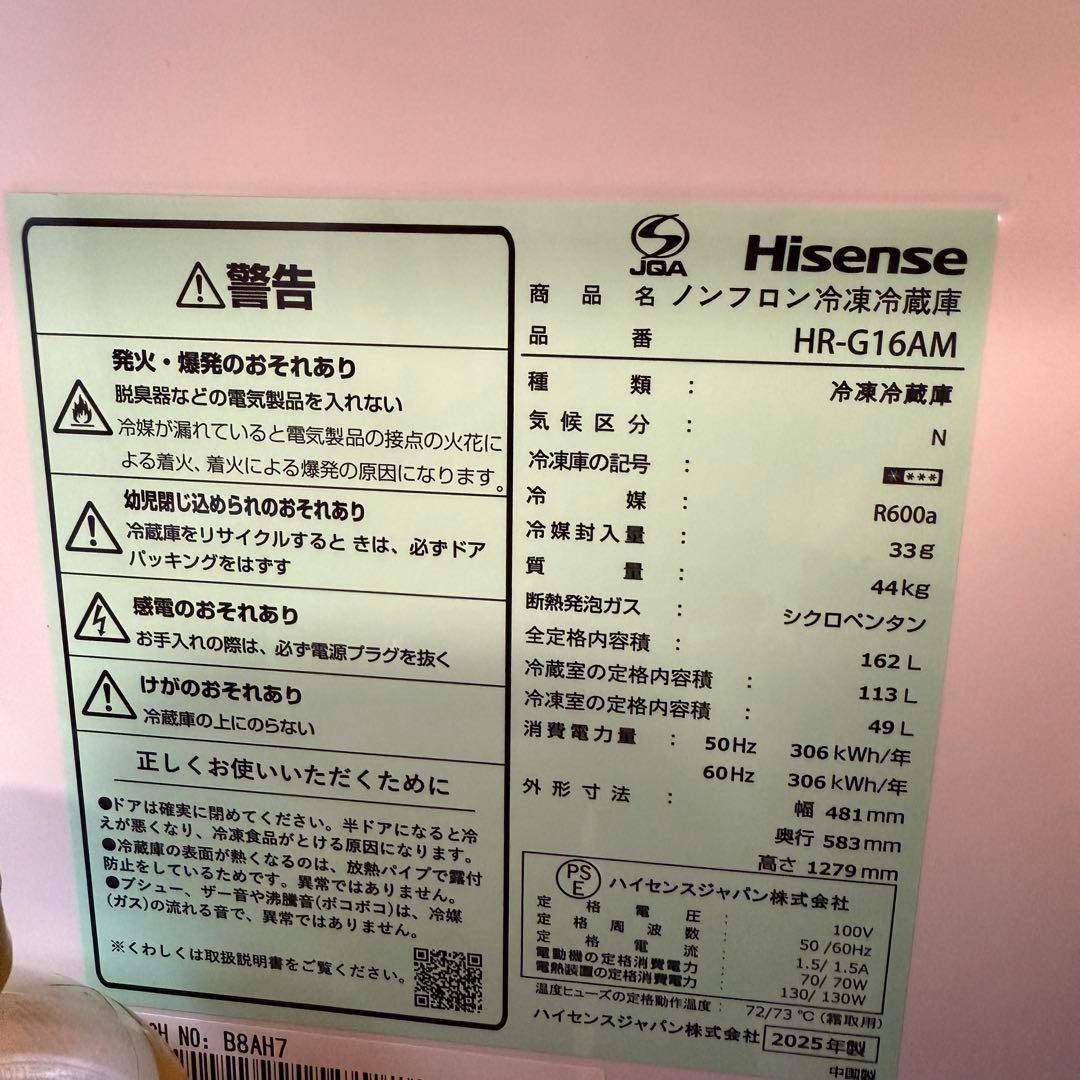 警告
発火・爆発のおそれあり
脱臭器などの電気製品を入れない
冷媒が漏れていると電気製品の接点の火花に
よる着火、着火による爆発の原因になります。
幼児閉じ込められのおそれあり
冷蔵庫をリサイクルすると きは、必ずドア
パッキングをはずす
感電のおそれあり
お手入れの際は、必ず電源プラグを抜く
けがのおそれあり
冷蔵庫の上にのらない
正しくお使いいただくために
●ドアは確実に閉めてください。半ドアになると冷
えが悪くなり、冷凍食品がとける原因になります。
●冷蔵庫の表面が熱くなるのは、放熱パイプで露付
防止をしているためです。異常ではありません。
●プシュー、ザー音や沸騰音(ボコボコ)は、冷媒
(ガス)の流れる音で、異常ではありません。
※くわしくは取扱説明書をご覧ください。
JQA
Hisense
商品名 ノンフロン冷凍冷蔵庫
品番 HR-G16AM
種類 : 冷凍冷蔵庫
気候区分 : N
冷凍庫の記号 : * ***
冷媒 : R600a
冷媒封入量 : 33g
質量 : 44kg
断熱発泡ガス : シクロペンタン
全定格内容積 : 162 L
冷蔵室の定格内容積 : 113 L
冷凍室の定格内容積 : 49 L
消費電力量 : 50Hz 306 kWh/年
60Hz 306 kWh/年
外形寸法 : 幅 481mm
奥行 583mm
高さ 1279mm
PS
E
ハイセンスジャパン株式会社
定格電圧 : 100V
定格周波数 : 50/60Hz
定格電流 : 1.5/ 1.5A
電動機の定格消費電力 : 70/ 70W
電熱装置の定格消費電力 : 130/ 130W
温度ヒューズの定格動作温度 : 72/73 ℃ (霜取用)
ハイセンスジャパン株式会社 2025年製
CH NO: B8AH7